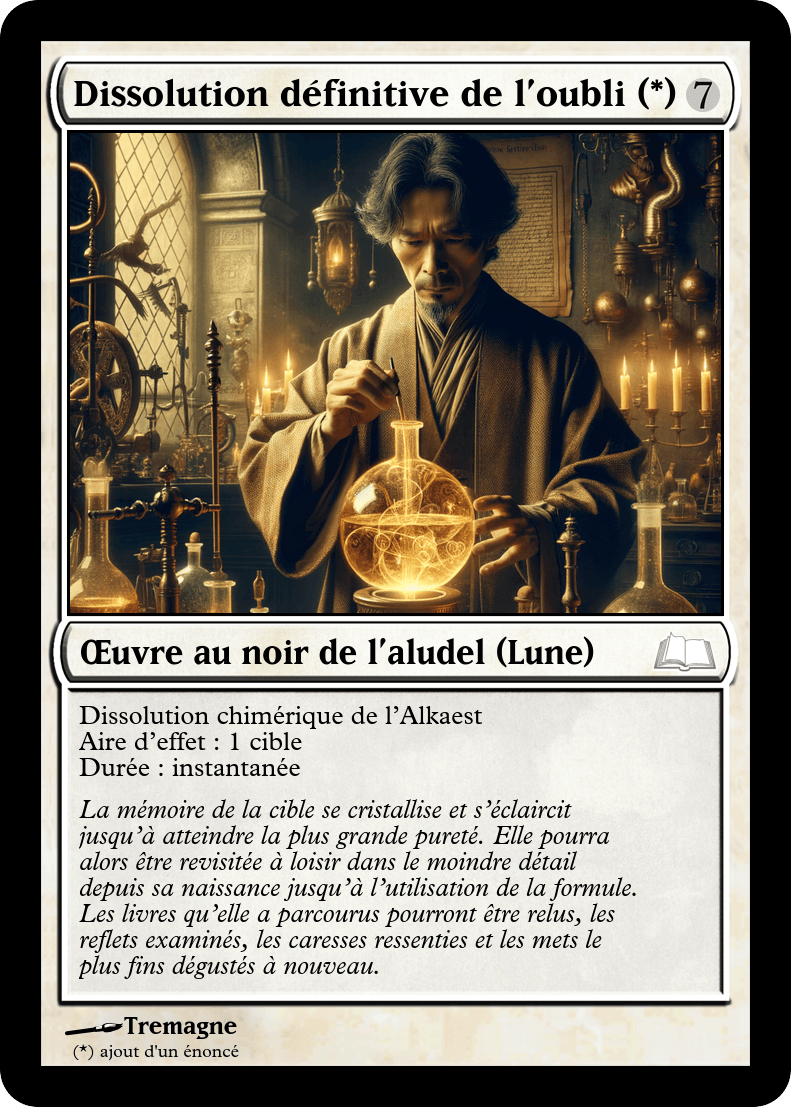 Dissolution définitive de l'oubli (*) 7
Œuvre au noir de l'aludel (Lune)
Dissolution chimérique de l'Alkaest
Aire d'effet : 1 cible
Durée : instantanée
La mémoire de la cible se cristallise et s'éclaircit
jusqu'à atteindre la plus grande pureté. Elle pourra
alors être revisitée à loisir dans le moindre détail
depuis sa naissance jusqu'à l'utilisation de la formule.
Les livres qu'elle a parcourus pourront être relus, les
reflets examinés, les caresses ressenties et les mets le
plus fins dégustés à nouveau.
Tremagne
(*) ajout d'un énoncé